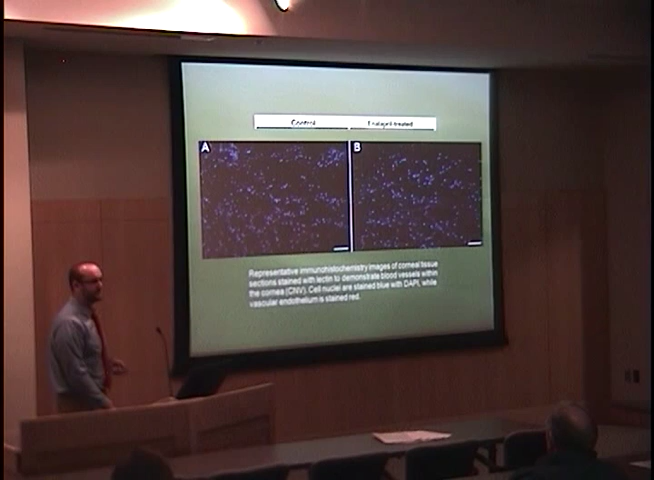 Control
Enalapril-treated
A
B
Representative immunohistochemistry images of corneal tissue
sections stained with lectin to demonstrate blood vessels within
the cornea (CNV). Cell nuclei are stained blue with DAPI, while
vascular endothelium is stained red.